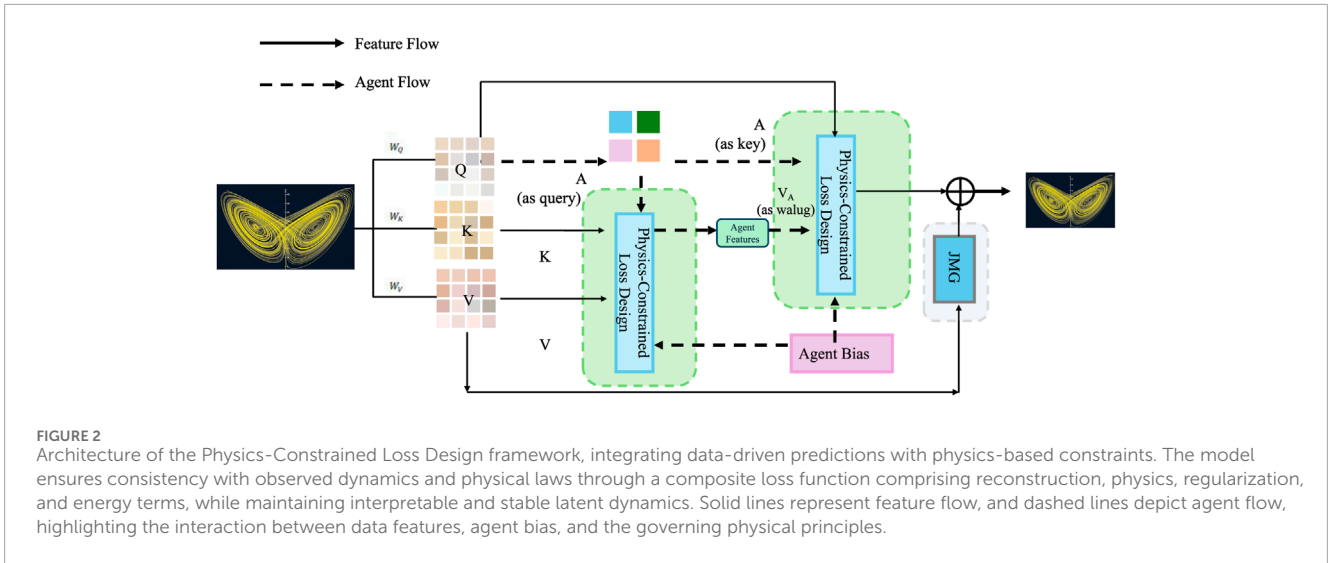 Feature Flow
Agent Flow
W_Q
Q
A
(as query)
A
(as key)
W_K
K
K
W_V
V
V
Physics-Constrained
Loss Design
Agent
Features
V_A
(as walug)
Physics-Constrained
Loss Design
Agent Bias
JMG
FIGURE 2
Architecture of the Physics-Constrained Loss Design framework, integrating data-driven predictions with physics-based constraints. The model
ensures consistency with observed dynamics and physical laws through a composite loss function comprising reconstruction, physics, regularization,
and energy terms, while maintaining interpretable and stable latent dynamics. Solid lines represent feature flow, and dashed lines depict agent flow,
highlighting the interaction between data features, agent bias, and the governing physical principles.